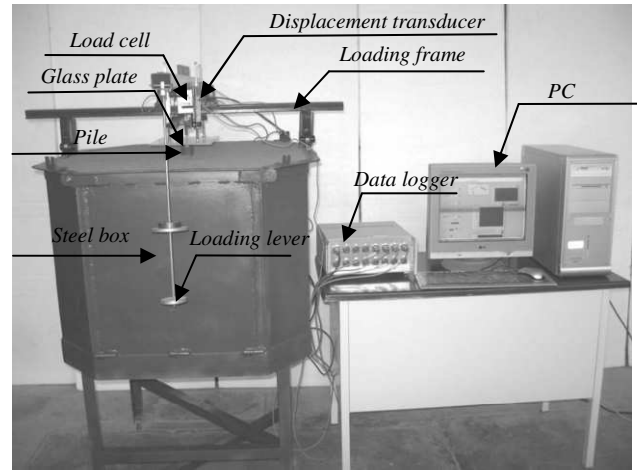 Load cell
Displacement transducer
Glass plate
Loading frame
PC
Pile
Data logger
Steel box
Loading lever